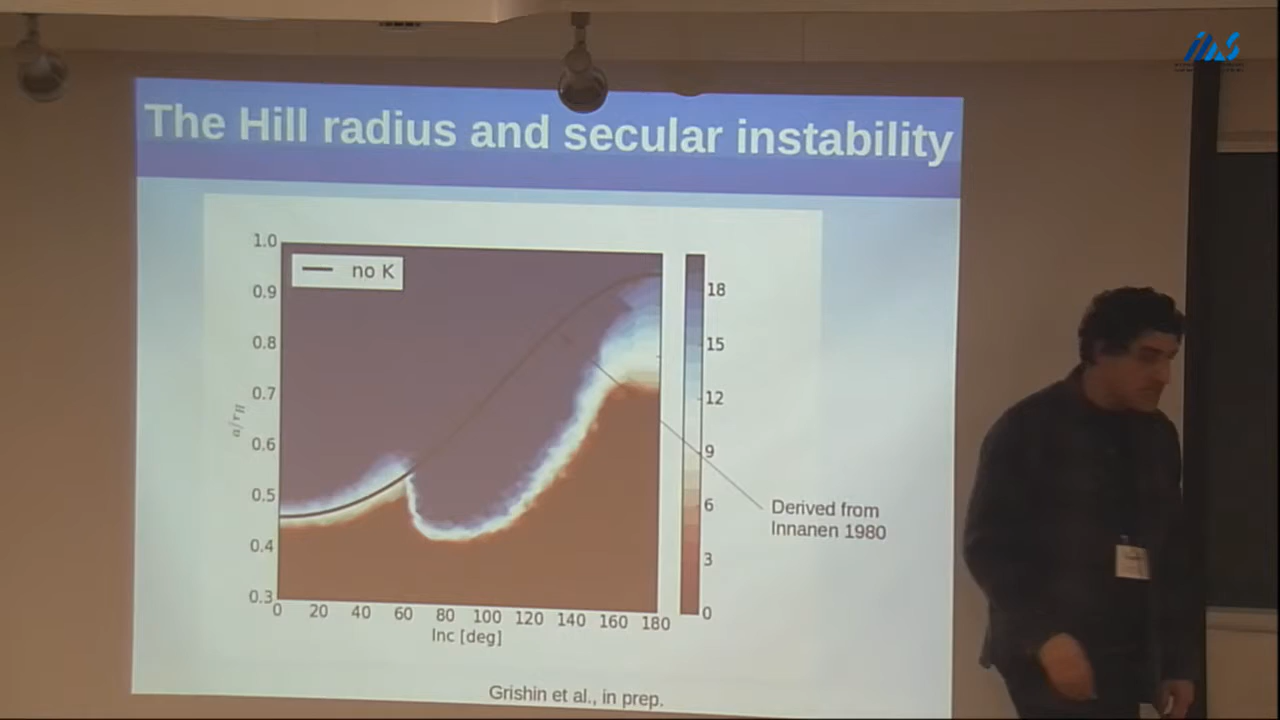 The Hill radius and secular instability
no K
1.0
0.9
0.8
0.7
0.6
0.5
0.4
0.3
a/r_H
0 20 40 60 80 100 120 140 160 180
Inc [deg]
18
15
12
9
6
3
0
Derived from
Innanen 1980
Grishin et al., in prep.